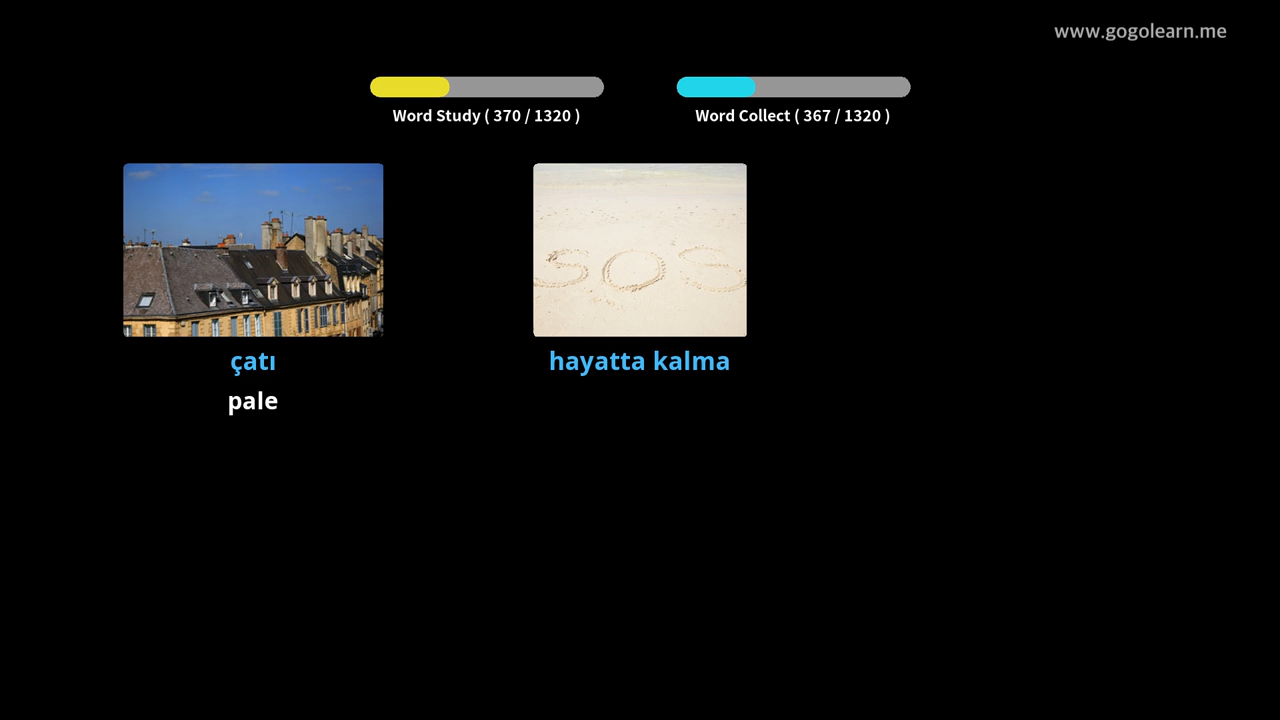 www.gogolearn.me
Word Study ( 370 / 1320 )
Word Collect ( 367 / 1320 )
SOS
çatı
hayatta kalma
pale